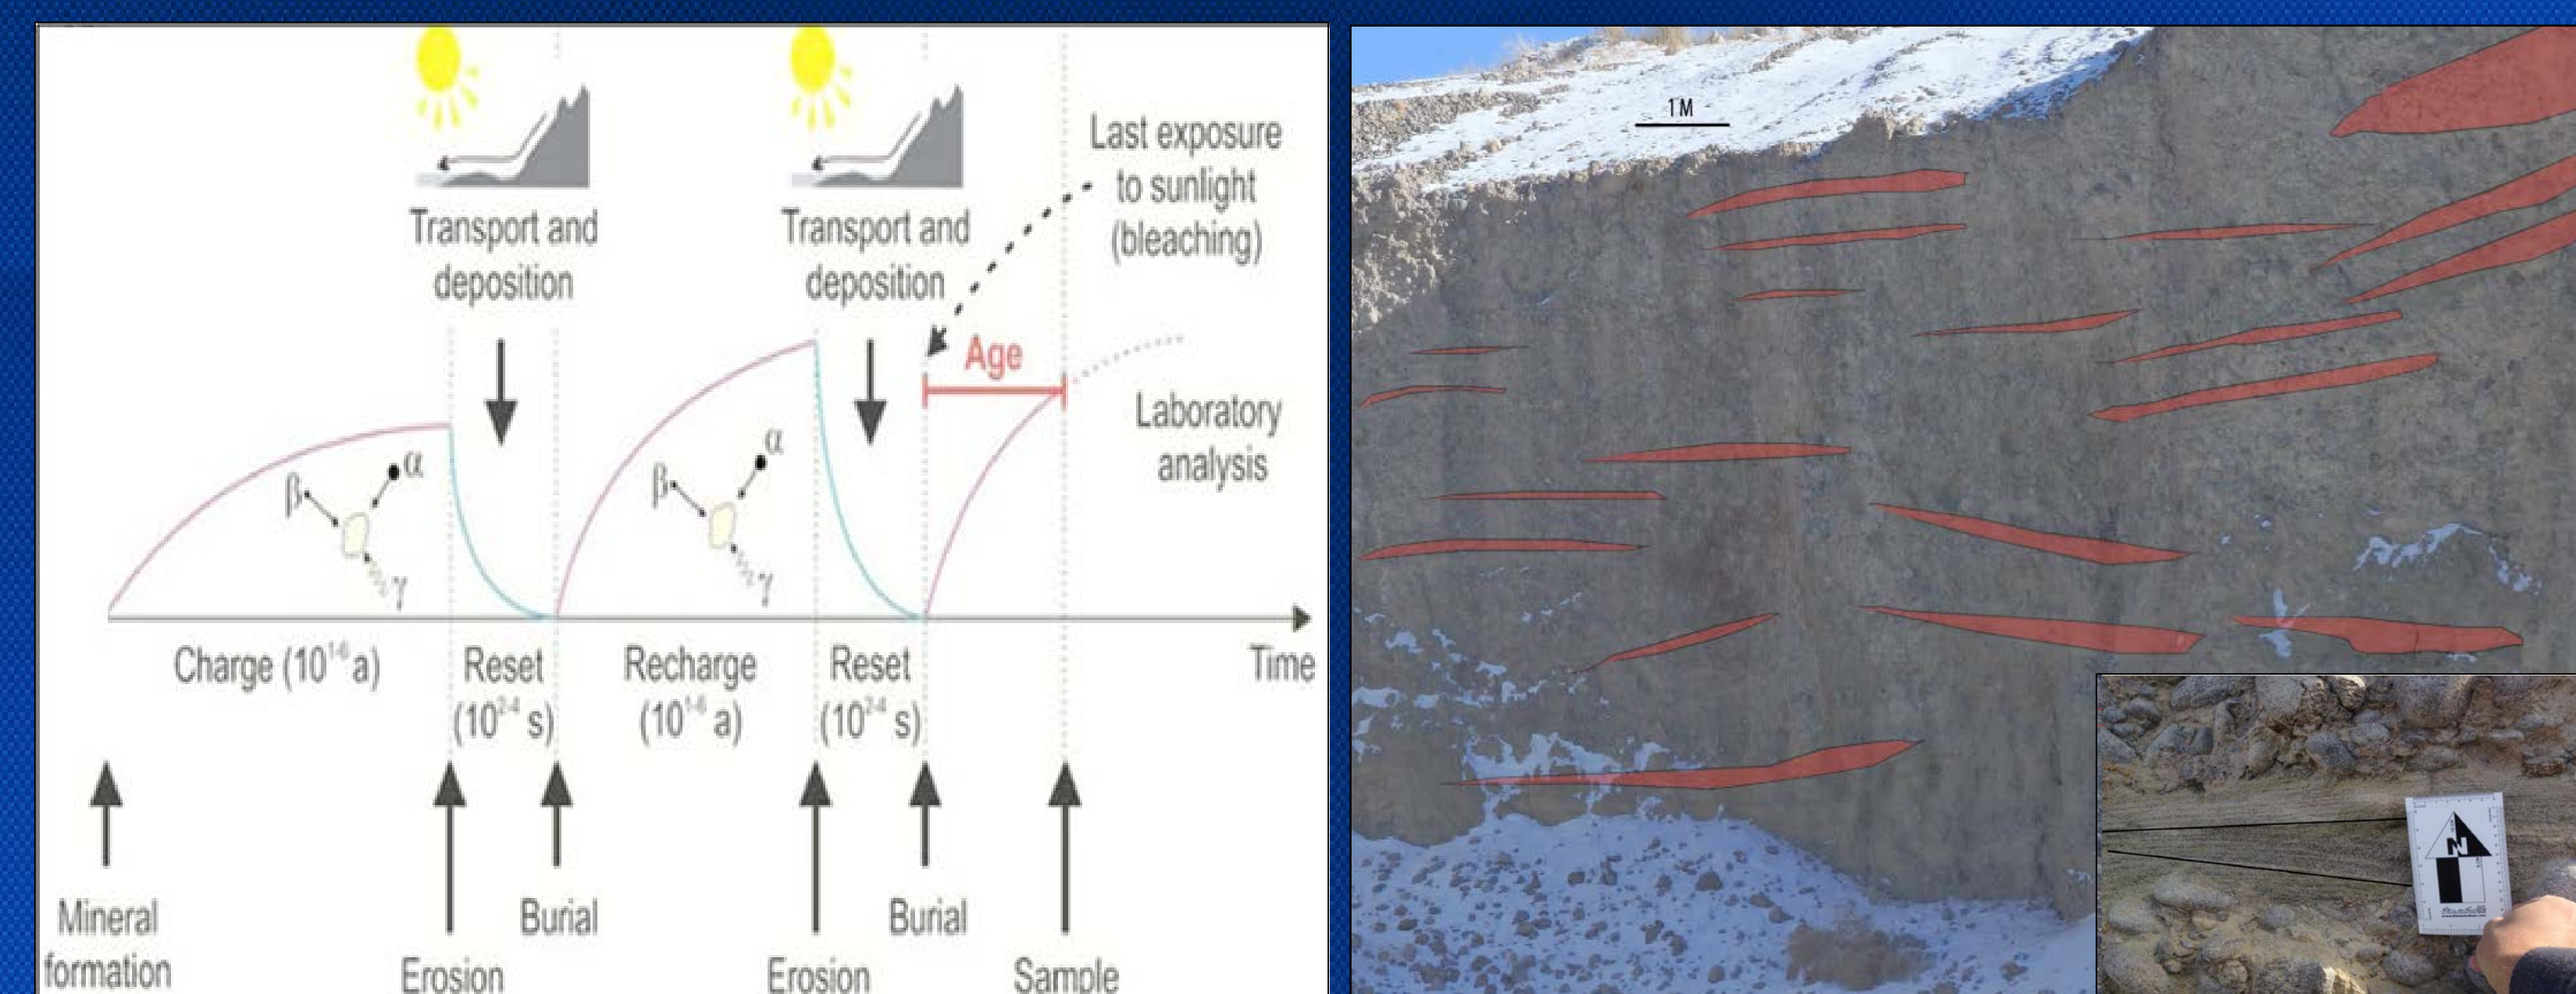 Transport and
deposition
Transport and
deposition
Last exposure
to sunlight
(bleaching)
Age
Laboratory
analysis
β
α
γ
β
α
γ
Charge (10¹⁻⁶ a)
Reset
(10²⁻⁴ s)
Recharge
(10¹⁻⁶ a)
Reset
(10²⁻⁴ s)
Time
Mineral
formation
Erosion
Burial
Erosion
Burial
Sample
1 M
N